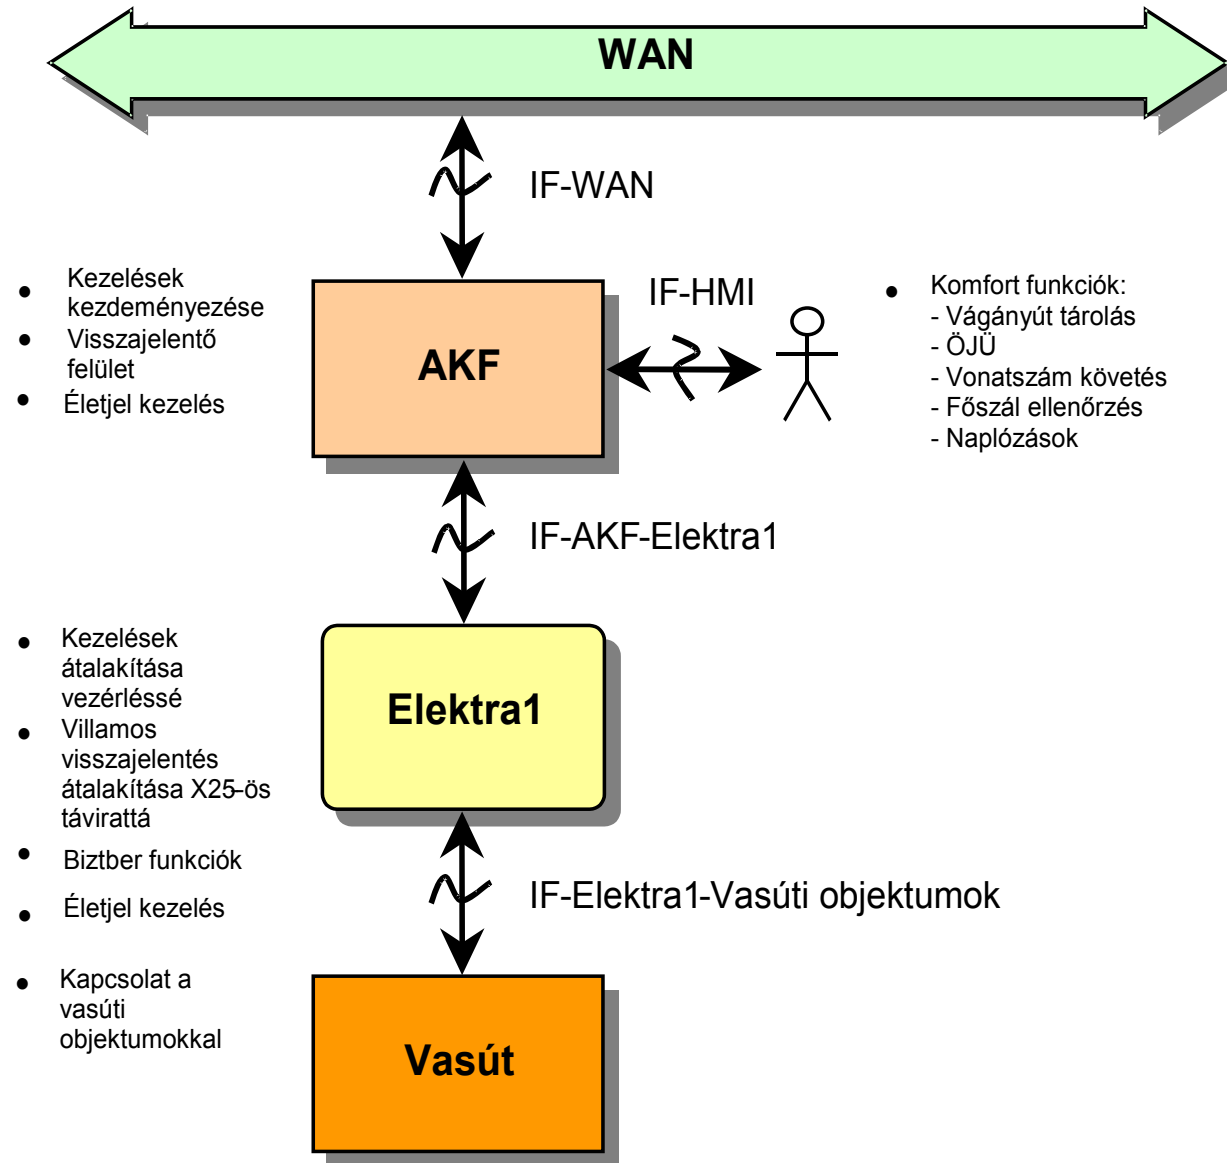 WAN
IF-WAN
Kezelések
kezdeményezése
Visszajelentő
felület
Életjel kezelés
AKF
IF-HMI
Komfort funkciók:
- Vágányút tárolás
- ÖJÜ
- Vonatszám követés
- Főszál ellenőrzés
- Naplózások
IF-AKF-Elektra1
Kezelések
átalakítása
vezérléssé
Villamos
visszajelentés
átalakítása X25-ös
távirattá
Biztber funkciók
Életjel kezelés
Elektra1
IF-Elektra1-Vasúti objektumok
Kapcsolat a
vasúti
objektumokkal
Vasút